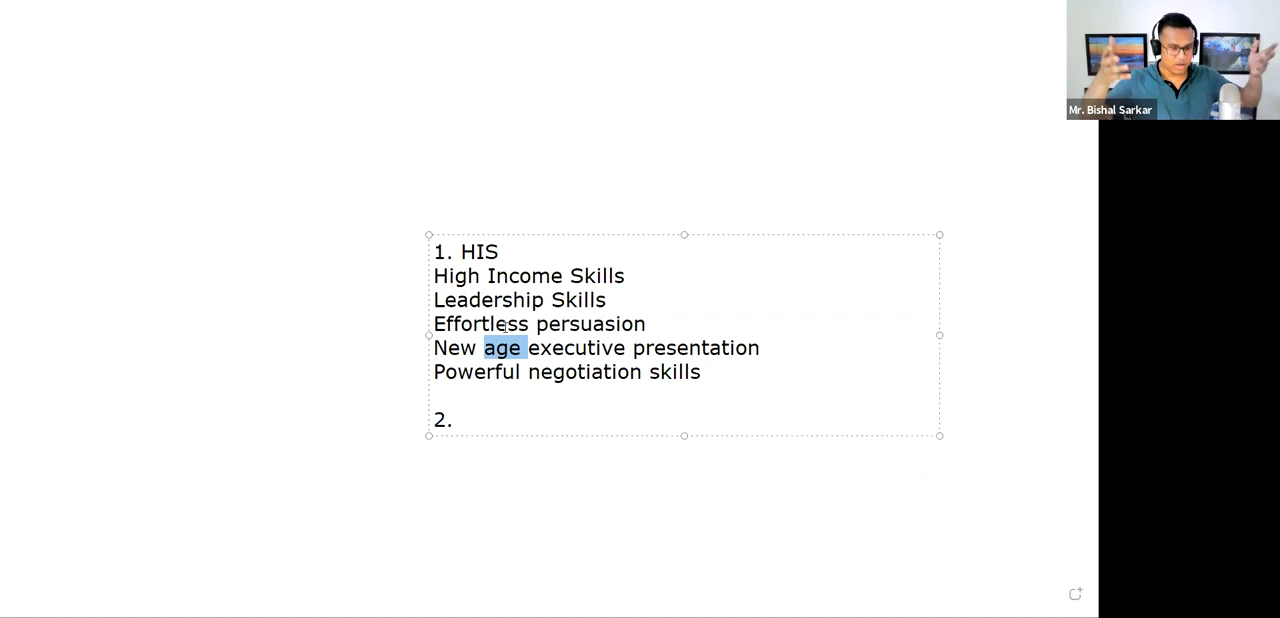 Mr. Bishal Sarkar
1. HIS
High Income Skills
Leadership Skills
Effortless persuasion
New age executive presentation
Powerful negotiation skills
2.